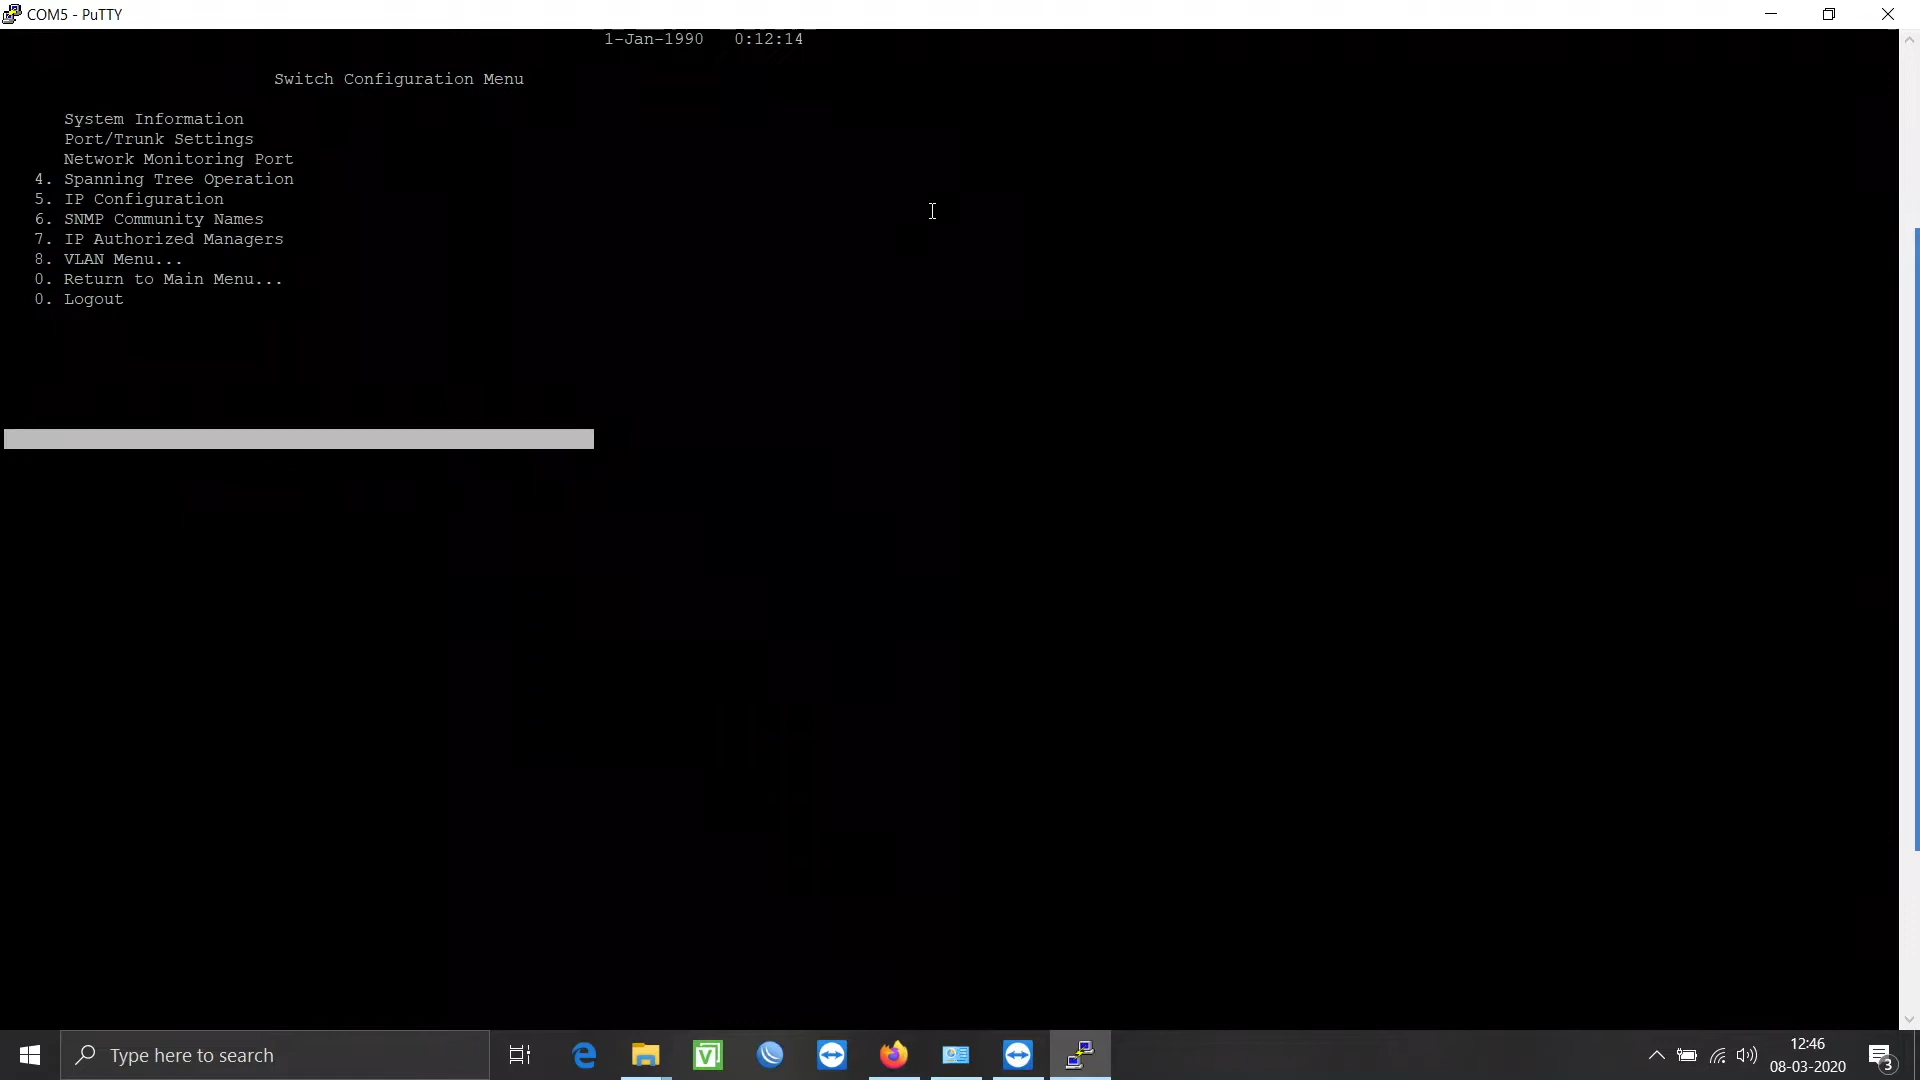 COM5 - PuTTY
1-Jan-1990 0:12:14
Switch Configuration Menu
System Information
Port/Trunk Settings
Network Monitoring Port
4. Spanning Tree Operation
5. IP Configuration
6. SNMP Community Names
7. IP Authorized Managers
8. VLAN Menu...
0. Return to Main Menu...
0. Logout
Type here to search
12:46
08-03-2020
3